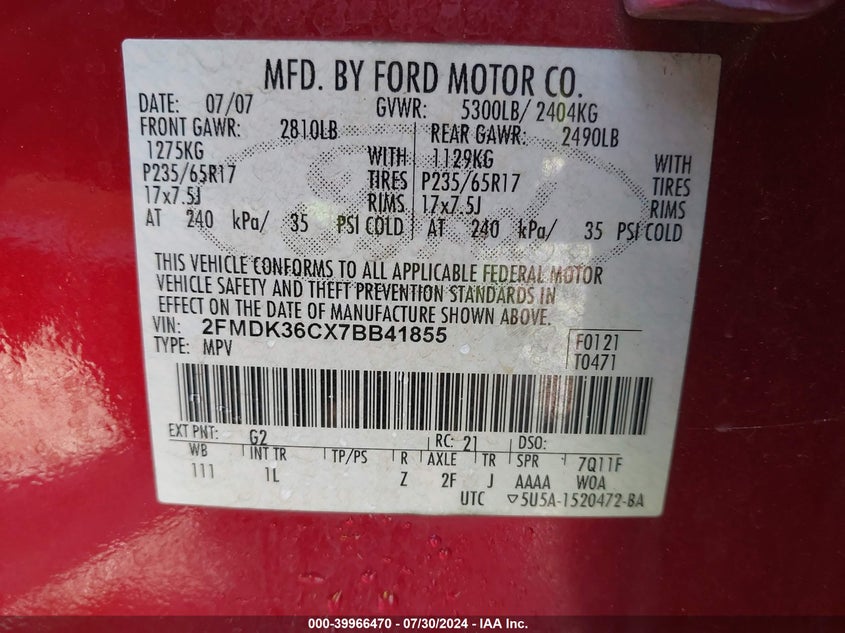 MFD. BY FORD MOTOR CO.
DATE: 07/07 GVWR: 5300LB/ 2404KG
FRONT GAWR: 2810LB REAR GAWR: 2490LB
1275KG WITH 1129KG WITH
P235/65R17 TIRES P235/65R17 TIRES
17x7.5J RIMS 17x7.5J RIMS
AT 240 kPa/ 35 PSI COLD AT 240 kPa/ 35 PSI COLD
THIS VEHICLE CONFORMS TO ALL APPLICABLE FEDERAL MOTOR
VEHICLE SAFETY AND THEFT PREVENTION STANDARDS IN
EFFECT ON THE DATE OF MANUFACTURE SHOWN ABOVE.
VIN: 2FMDK36CX7BB41855 F0121
TYPE: MPV T0471
EXT PNT: G2 RC: 21 DSO:
WB INT TR TP/PS R AXLE TR SPR 7Q11F
111 1L Z 2F J AAAA W0A
UTC ▽5U5A-1520472-BA
000-39966470 / 07/30/2024 - IAA Inc.